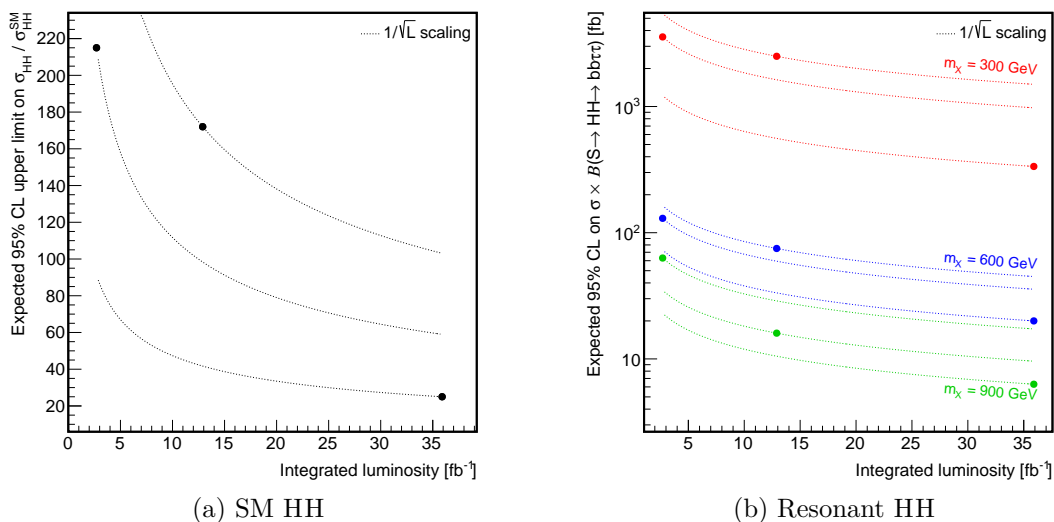 Expected 95% CL upper limit on σ_HH / σ_HH^SM
1/√L scaling
220
200
180
160
140
120
100
80
60
40
20
0 5 10 15 20 25 30 35
Integrated luminosity [fb⁻¹]
(a) SM HH
Expected 95% CL on σ × B(S→ HH→ bbττ) [fb]
1/√L scaling
m_X = 300 GeV
10³
m_X = 600 GeV
10²
10
m_X = 900 GeV
5 10 15 20 25 30 35
Integrated luminosity [fb⁻¹]
(b) Resonant HH